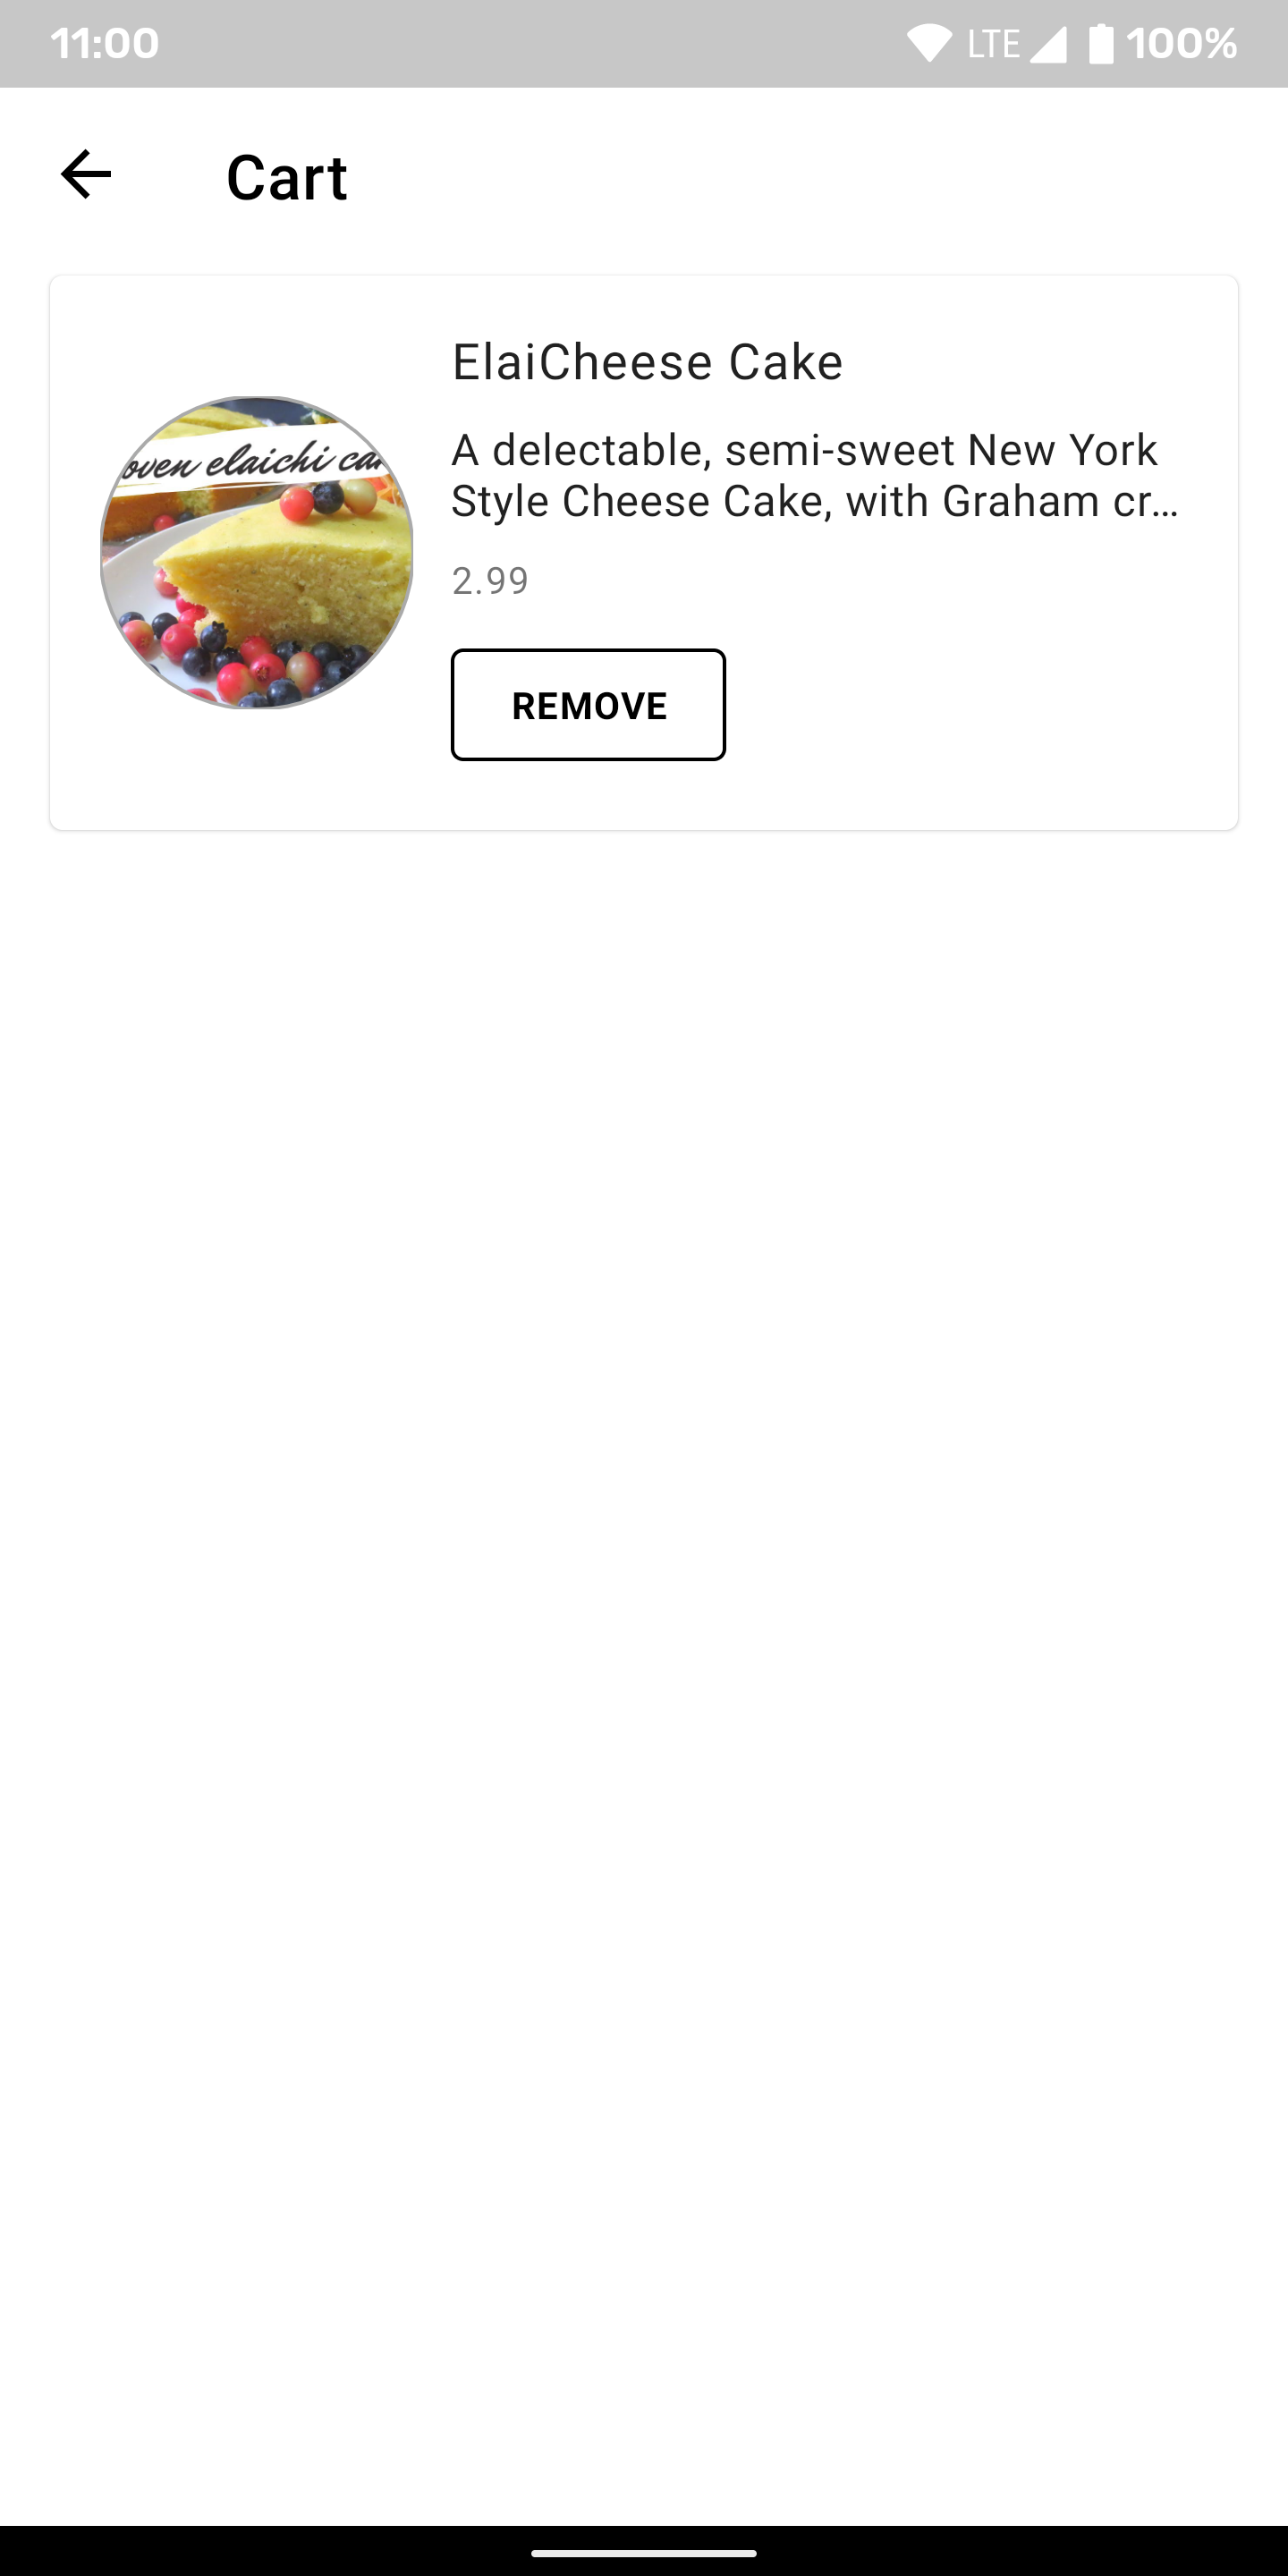 11:00 LTE 100%
Cart
ElaiCheese Cake
oven elaichi
A delectable, semi-sweet New York
Style Cheese Cake, with Graham cr...
2.99
REMOVE